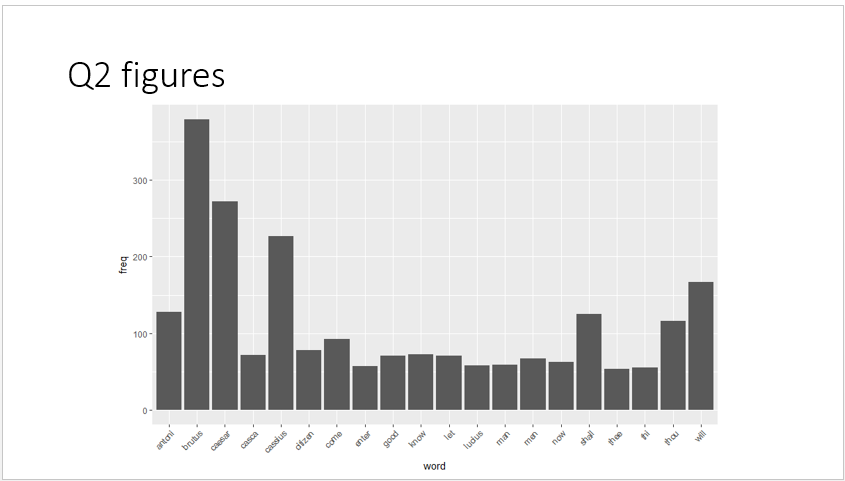 Q2 figures
freq
300
200
100
0
antoni
brutus
caesar
casca
cassius
citizen
come
enter
good
know
let
lucius
man
men
now
shall
thee
thi
thou
will
word